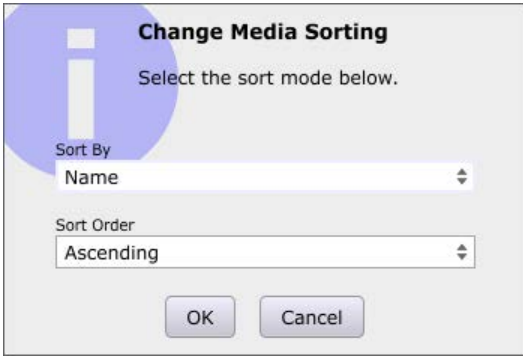 Change Media Sorting
Select the sort mode below.
Sort By
Name
Sort Order
Ascending
OK Cancel